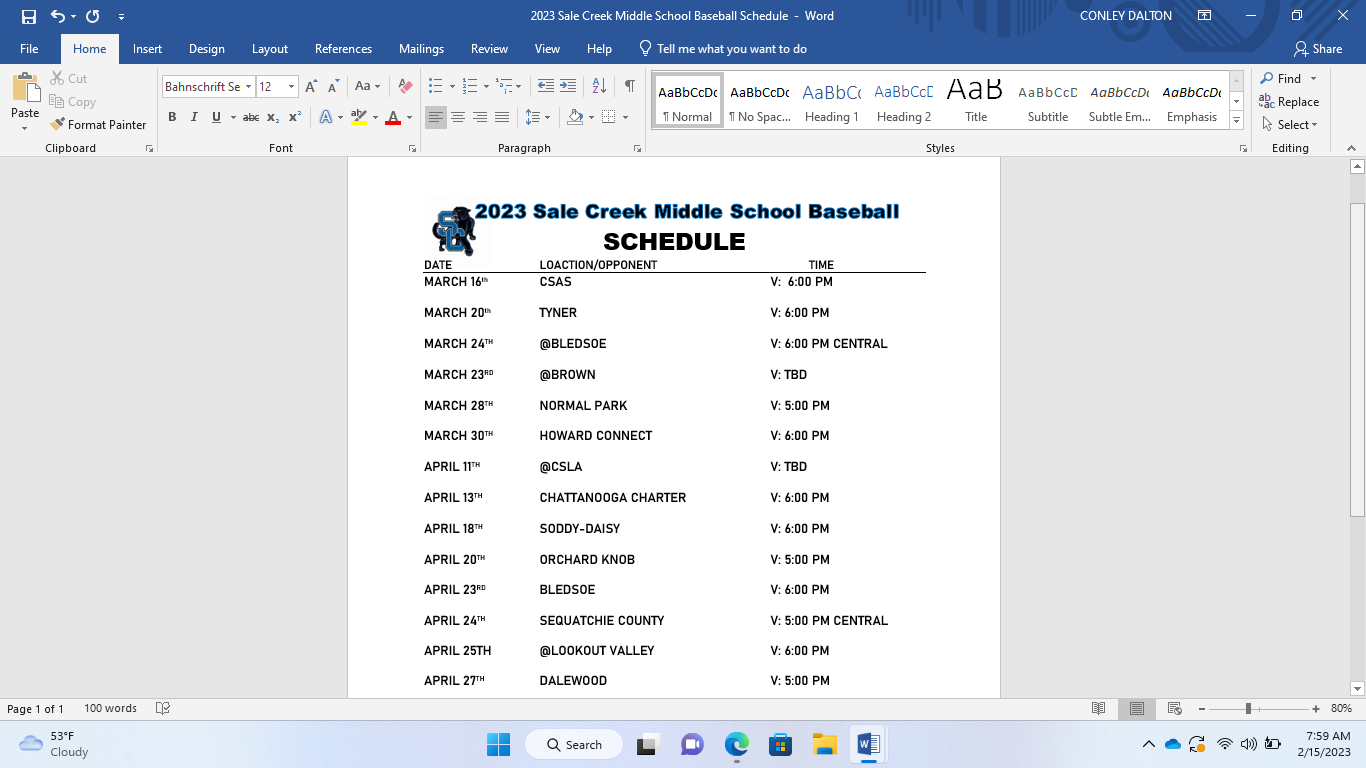 2023 Sale Creek Middle School Baseball Schedule - Word
CONLEY DALTON
File Home Insert Design Layout References Mailings Review View Help Tell me what you want to do Share
Paste
Cut
Copy
Format Painter
Clipboard
Bahnschrift Se 12
Font
Paragraph
AaBbCcDc AaBbCcDc AaBbCc AaBbCcD AaB AaBbCcD AaBbCcDc AaBbCcDc
¶ Normal ¶ No Spac... Heading 1 Heading 2 Title Subtitle Subtle Em... Emphasis
Styles
Find
Replace
Select
Editing
SC
2023 Sale Creek Middle School Baseball
SCHEDULE
DATE LOACTION/OPPONENT TIME
MARCH 16th CSAS V: 6:00 PM
MARCH 20th TYNER V: 6:00 PM
MARCH 24TH @BLEDSOE V: 6:00 PM CENTRAL
MARCH 23RD @BROWN V: TBD
MARCH 28TH NORMAL PARK V: 5:00 PM
MARCH 30TH HOWARD CONNECT V: 6:00 PM
APRIL 11TH @CSLA V: TBD
APRIL 13TH CHATTANOOGA CHARTER V: 6:00 PM
APRIL 18TH SODDY-DAISY V: 6:00 PM
APRIL 20TH ORCHARD KNOB V: 5:00 PM
APRIL 23RD BLEDSOE V: 6:00 PM
APRIL 24TH SEQUATCHIE COUNTY V: 5:00 PM CENTRAL
APRIL 25TH @LOOKOUT VALLEY V: 6:00 PM
APRIL 27TH DALEWOOD V: 5:00 PM
Page 1 of 1 100 words 80%
53°F
Cloudy
Search
7:59 AM
2/15/2023